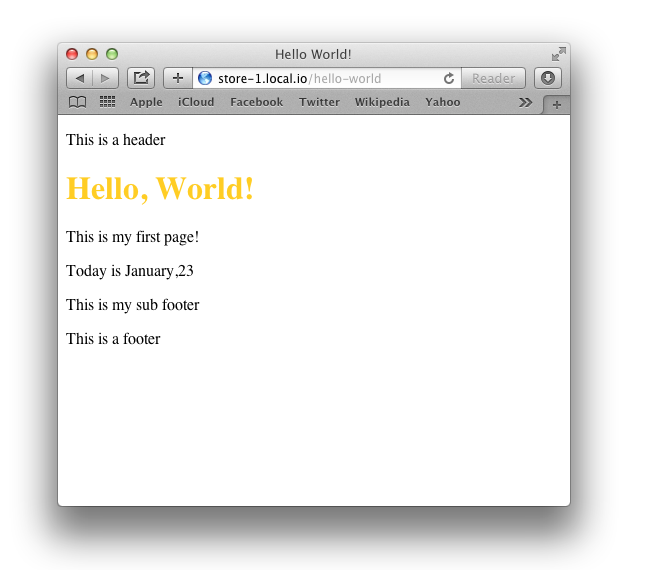 Hello World!
store-1.local.io/hello-world Reader
Apple iCloud Facebook Twitter Wikipedia Yahoo
This is a header
Hello, World!
This is my first page!
Today is January,23
This is my sub footer
This is a footer